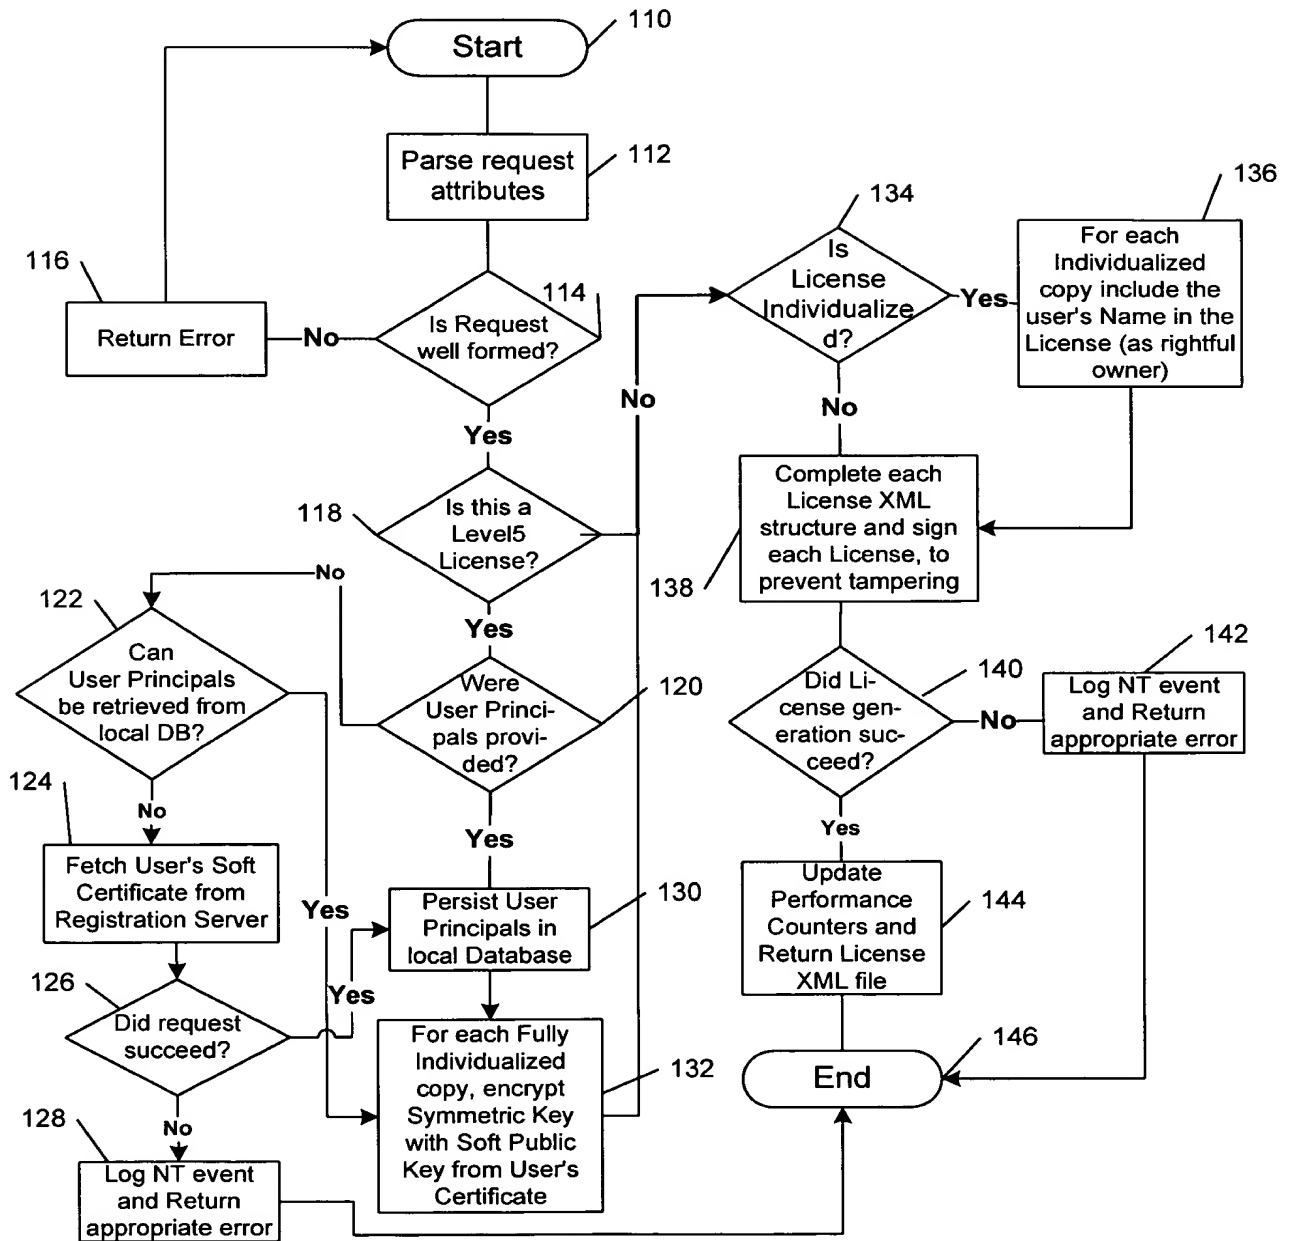 Start
110
Parse request
attributes
112
116
Return Error
No
114
Is Request
well formed?
Yes
118
Is this a
Level5
License?
No
Yes
No
122
Can
User Principals
be retrieved from
local DB?
Were
User Princi-
pals provi-
ded?
120
124
No
Yes
Fetch User's Soft
Certificate from
Registration Server
Yes
Persist User
Principals in
local Database
130
126
Did request
succeed?
Yes
For each Fully
Individualized
copy, encrypt
Symmetric Key
with Soft Public
Key from User's
Certificate
132
128
No
Log NT event
and Return
appropriate error
134
Is
License
Individualize
d?
Yes
136
For each
Individualized
copy include the
user's Name in the
License (as rightful
owner)
No
Complete each
License XML
structure and sign
each License, to
prevent tampering
138
140
Did Li-
cense gen-
eration suc-
ceed?
No
142
Log NT event
and Return
appropriate error
Yes
Update
Performance
Counters and
Return License
XML file
144
146
End